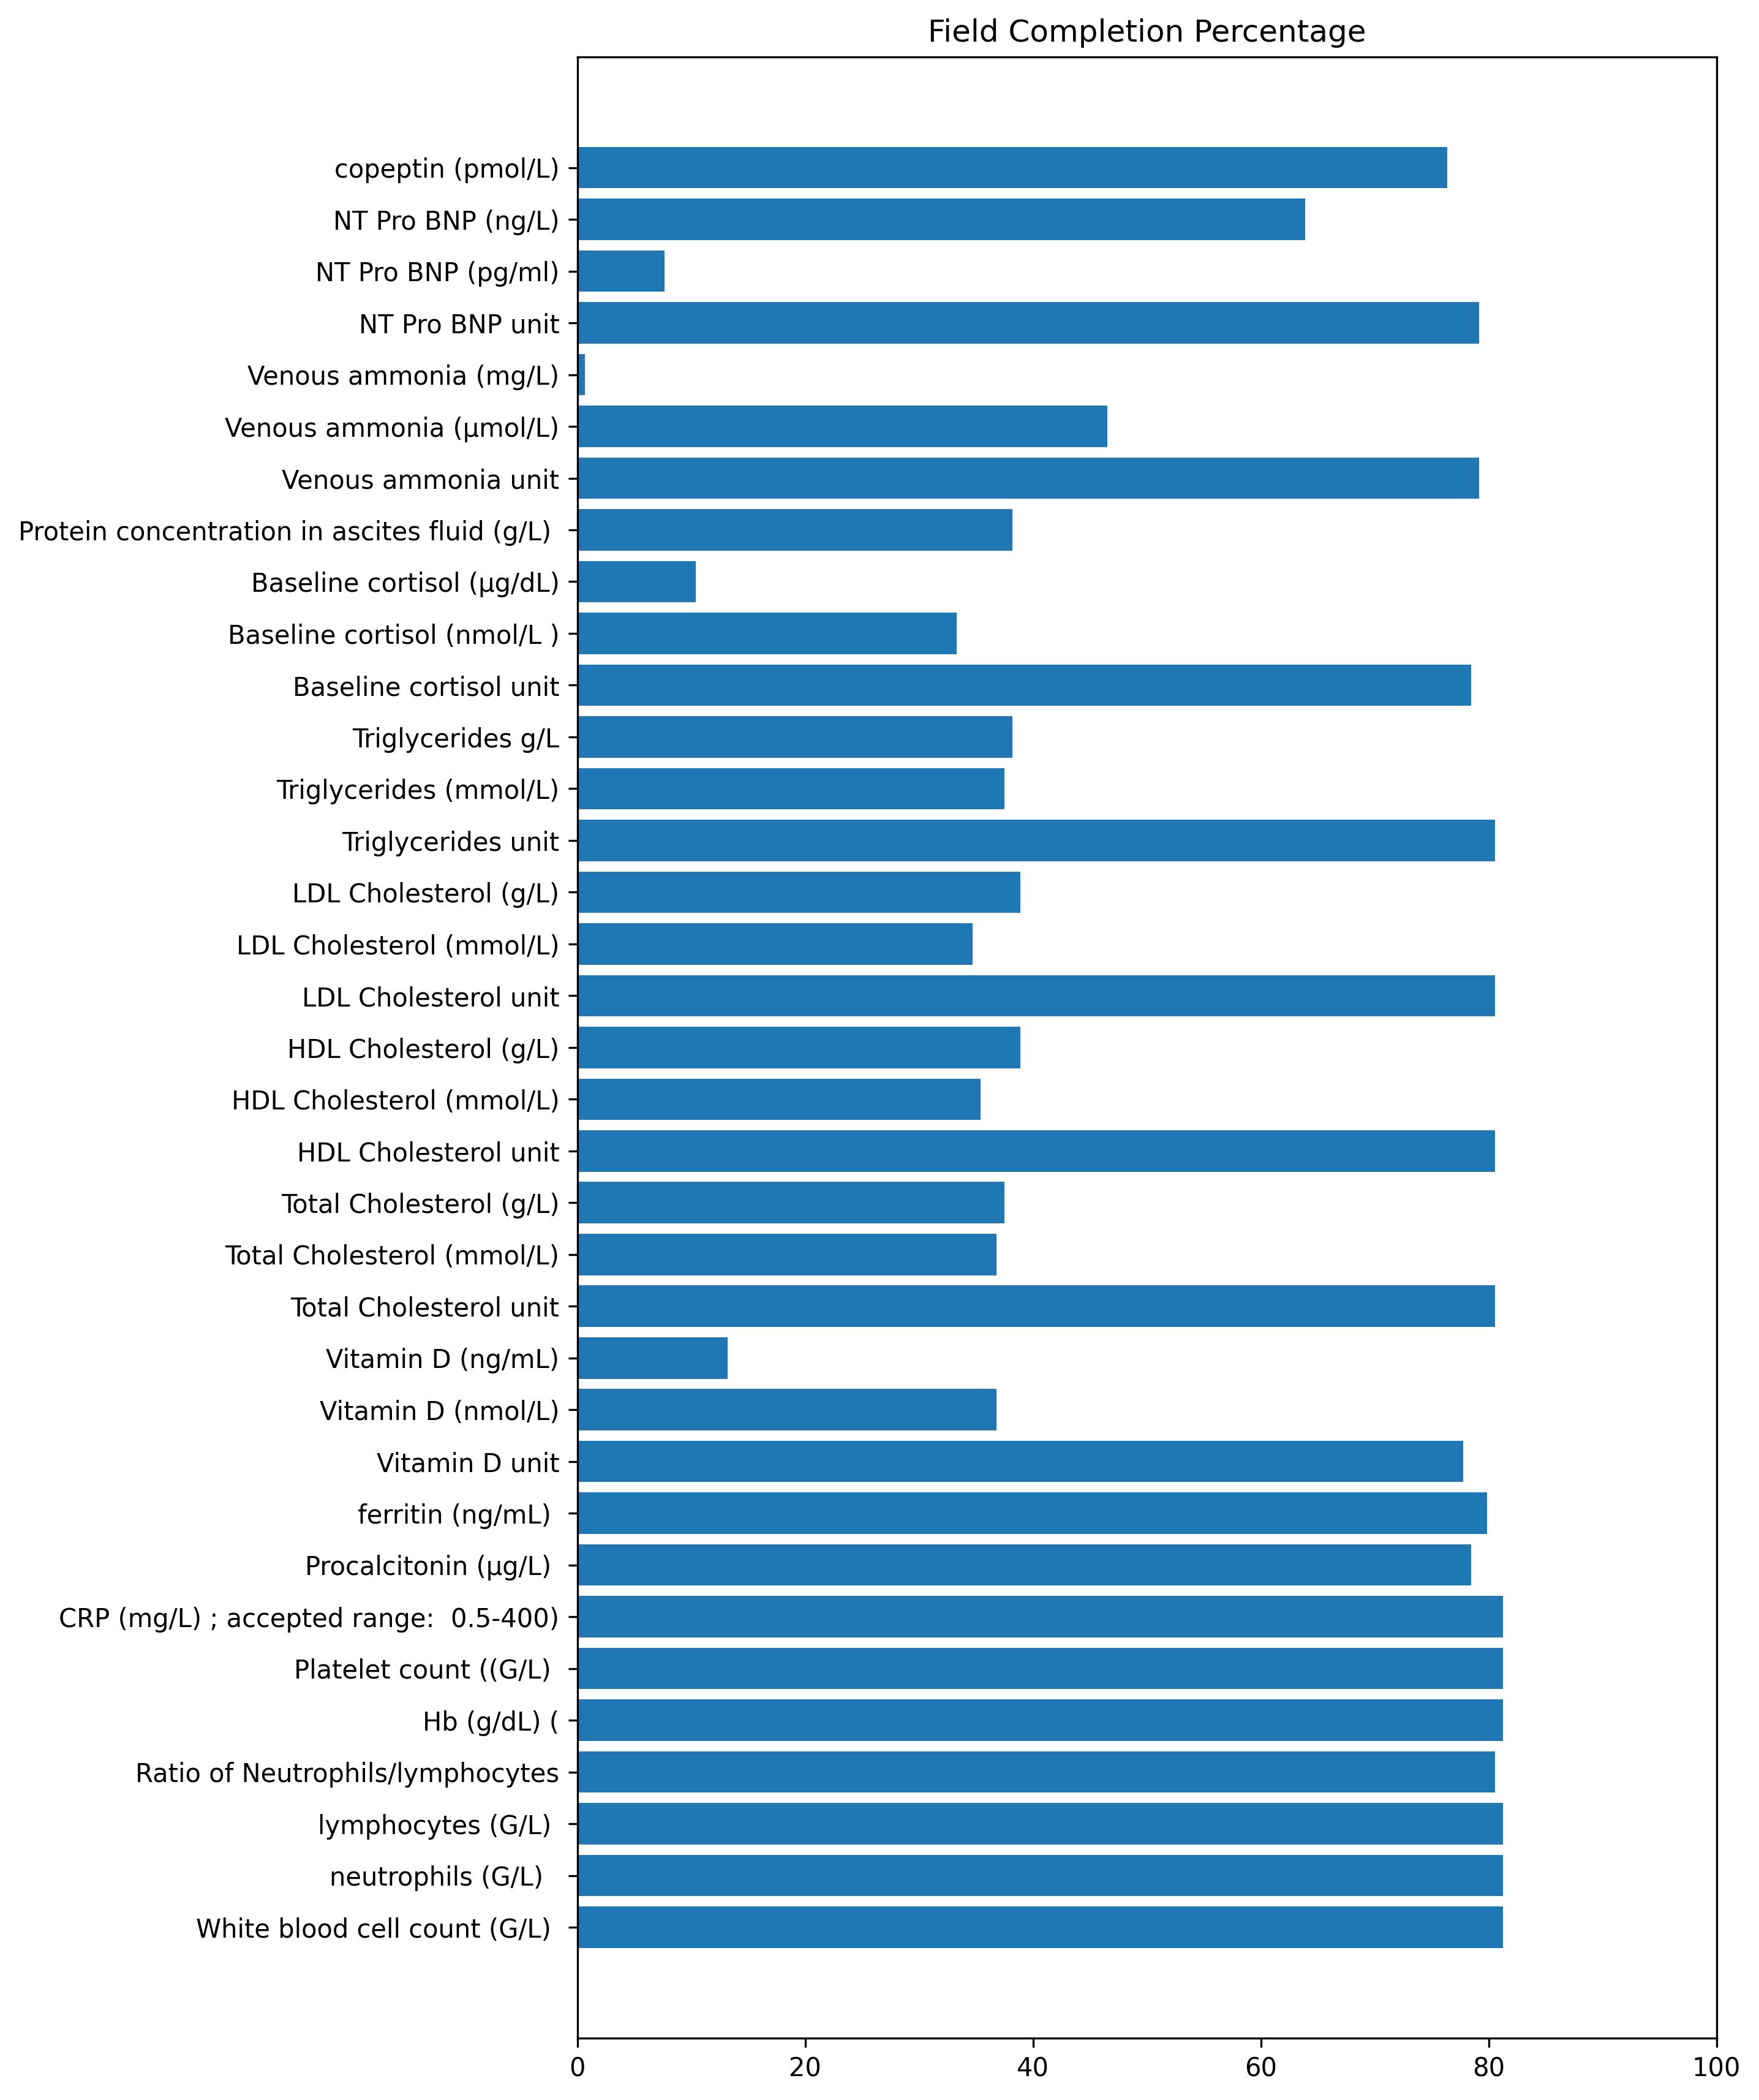 Field Completion Percentage
copeptin (pmol/L)
NT Pro BNP (ng/L)
NT Pro BNP (pg/ml)
NT Pro BNP unit
Venous ammonia (mg/L)
Venous ammonia (µmol/L)
Venous ammonia unit
Protein concentration in ascites fluid (g/L)
Baseline cortisol (µg/dL)
Baseline cortisol (nmol/L )
Baseline cortisol unit
Triglycerides g/L
Triglycerides (mmol/L)
Triglycerides unit
LDL Cholesterol (g/L)
LDL Cholesterol (mmol/L)
LDL Cholesterol unit
HDL Cholesterol (g/L)
HDL Cholesterol (mmol/L)
HDL Cholesterol unit
Total Cholesterol (g/L)
Total Cholesterol (mmol/L)
Total Cholesterol unit
Vitamin D (ng/mL)
Vitamin D (nmol/L)
Vitamin D unit
ferritin (ng/mL)
Procalcitonin (µg/L)
CRP (mg/L) ; accepted range:  0.5-400)
Platelet count ((G/L)
Hb (g/dL) (
Ratio of Neutrophils/lymphocytes
lymphocytes (G/L)
neutrophils (G/L)
White blood cell count (G/L)
0 20 40 60 80 100